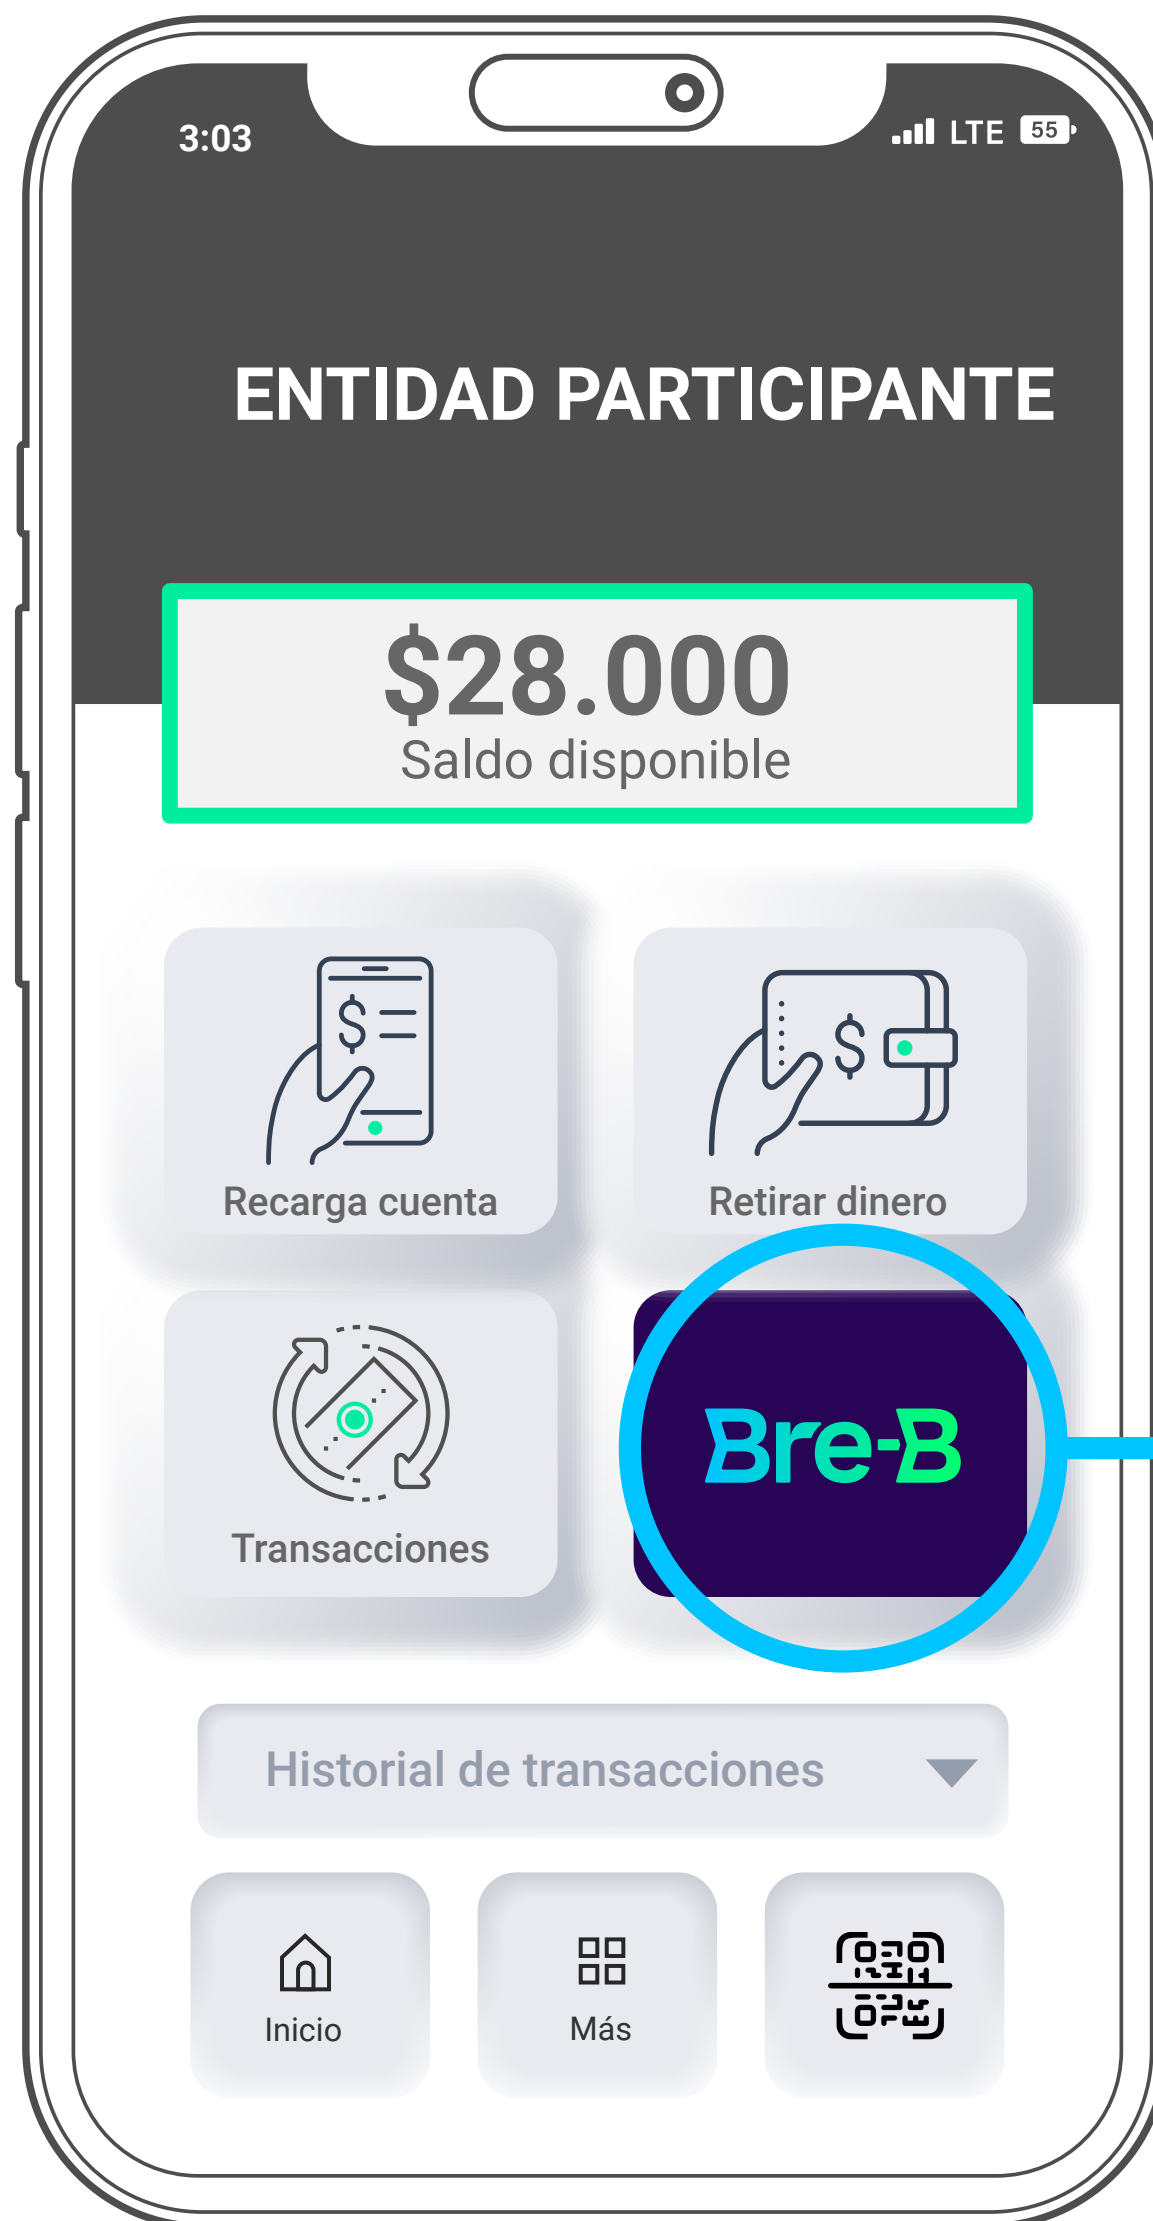 3:03
LTE 55
ENTIDAD PARTICIPANTE
$28.000
Saldo disponible
Recarga cuenta
Retirar dinero
Transacciones
Bre-B
Historial de transacciones
Inicio
Más